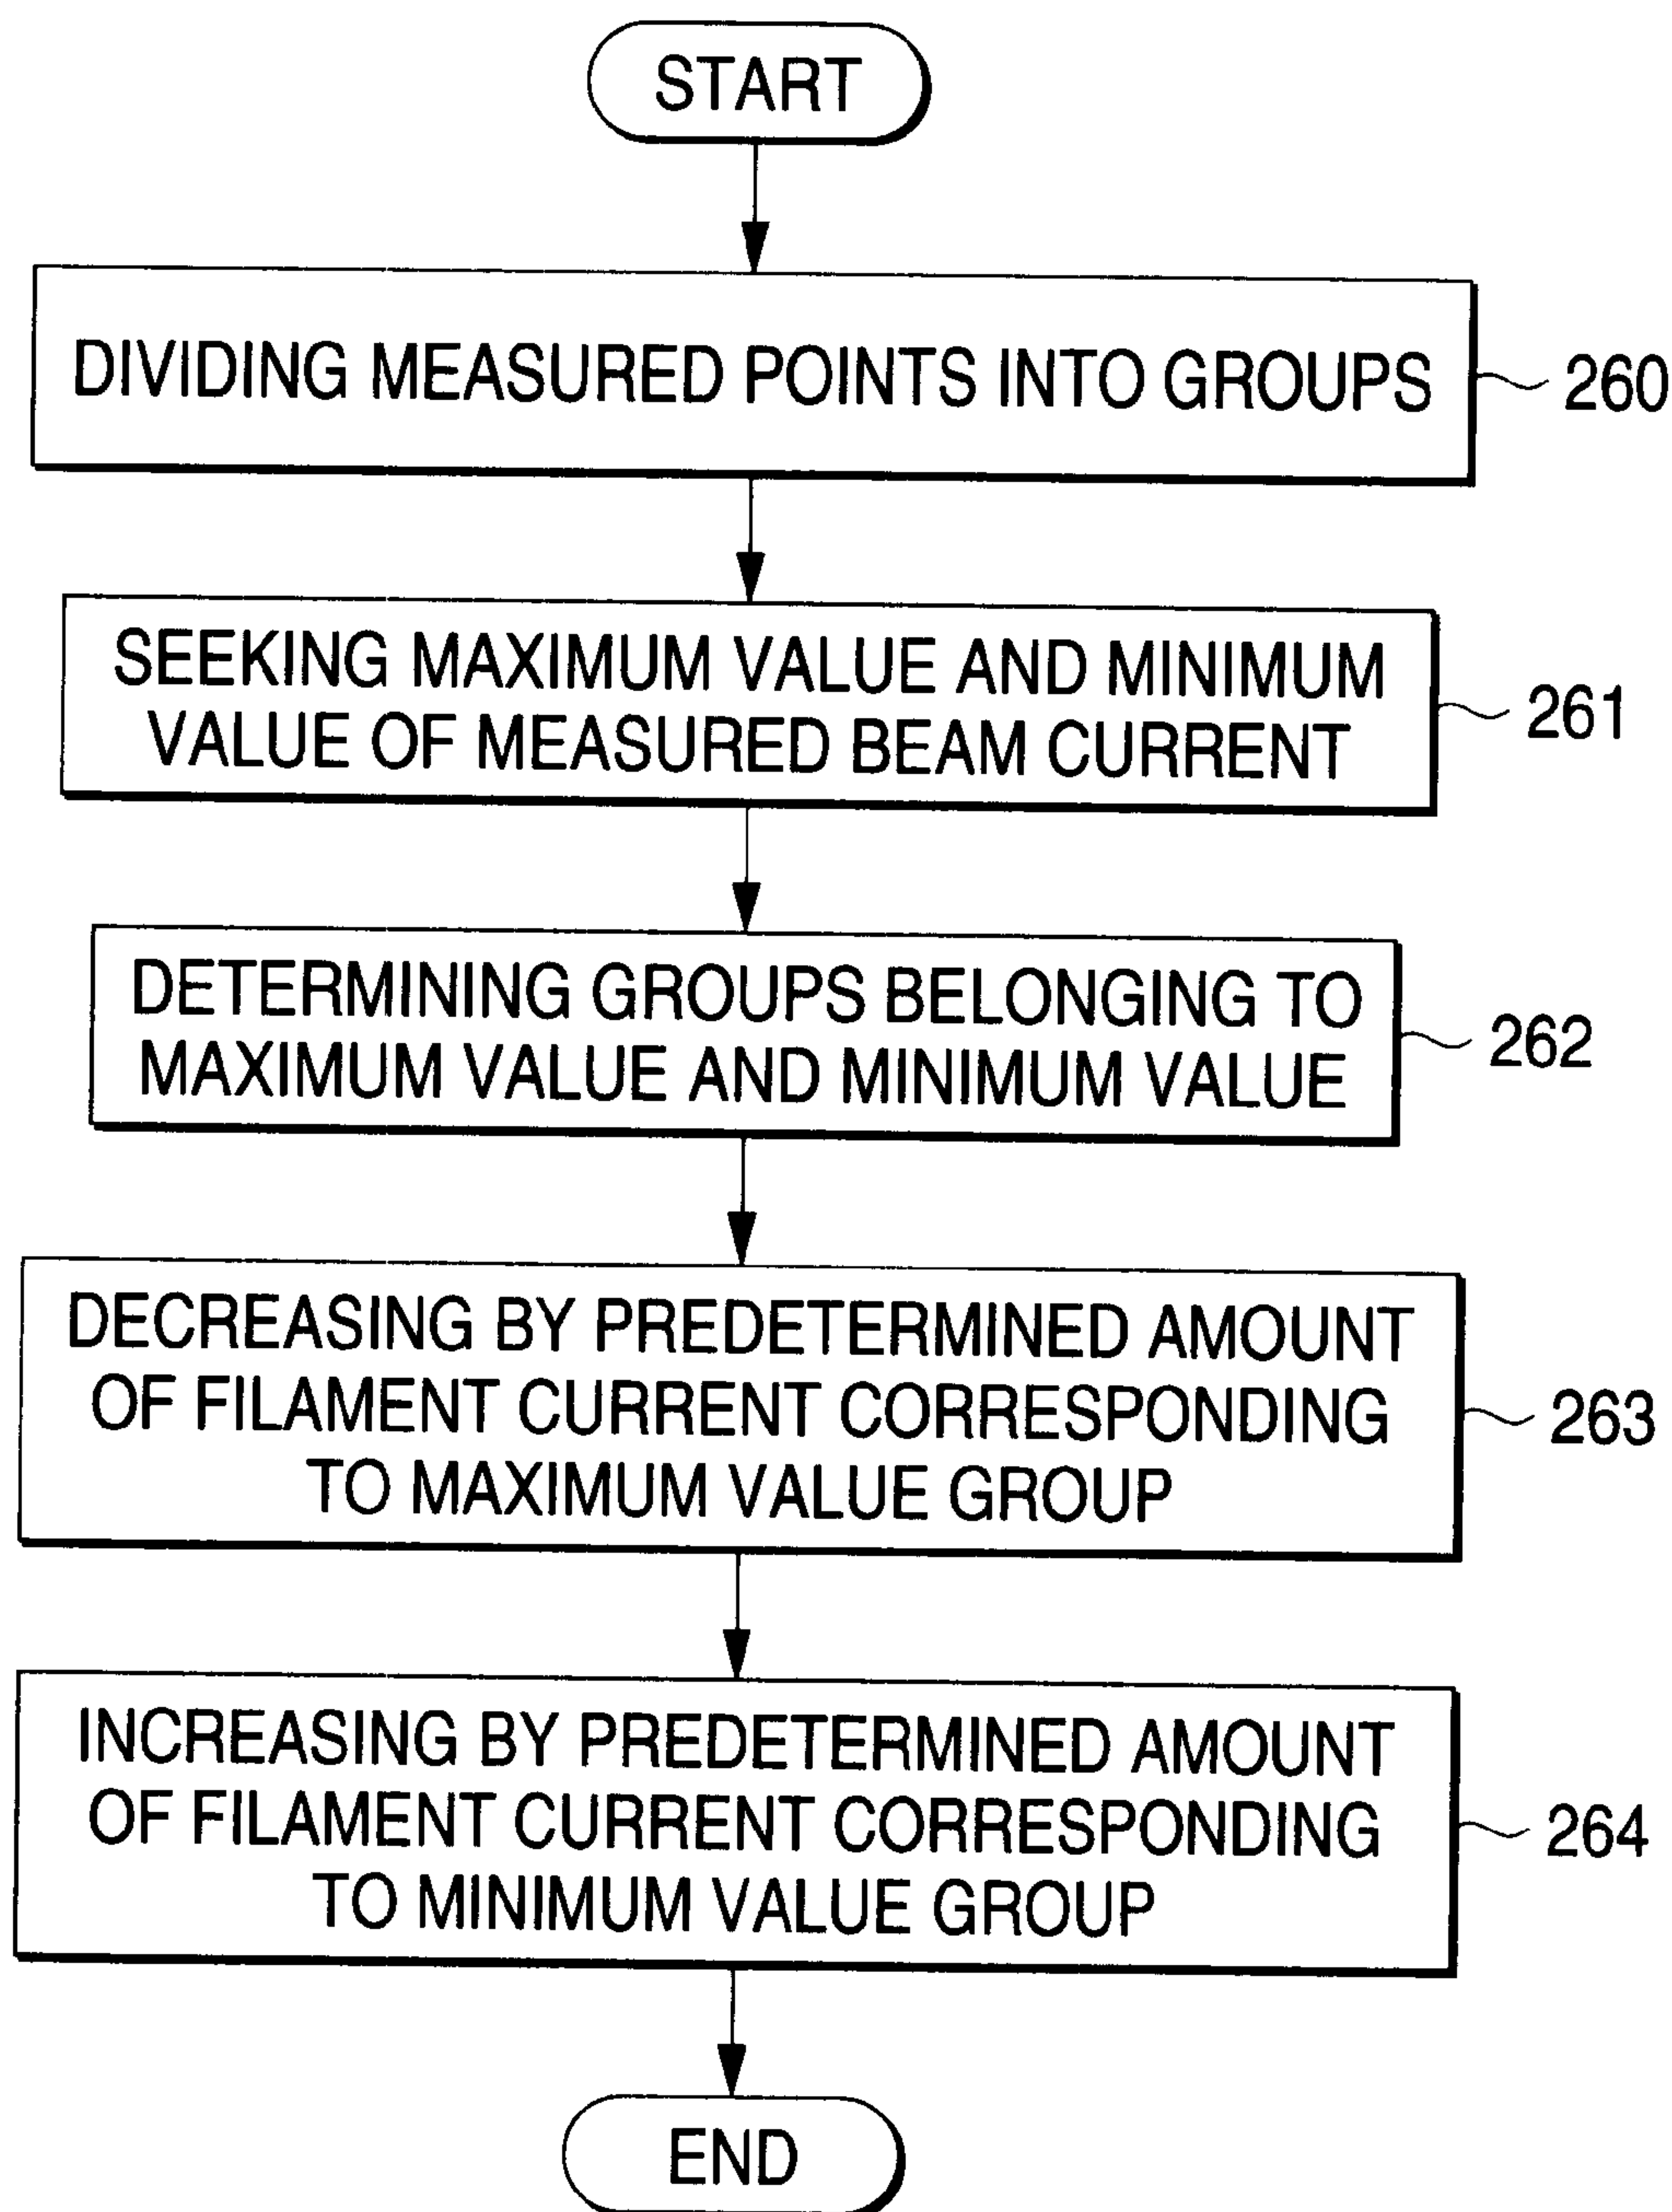 START
DIVIDING MEASURED POINTS INTO GROUPS
260
SEEKING MAXIMUM VALUE AND MINIMUM
VALUE OF MEASURED BEAM CURRENT
261
DETERMINING GROUPS BELONGING TO
MAXIMUM VALUE AND MINIMUM VALUE
262
DECREASING BY PREDETERMINED AMOUNT
OF FILAMENT CURRENT CORRESPONDING
TO MAXIMUM VALUE GROUP
263
INCREASING BY PREDETERMINED AMOUNT
OF FILAMENT CURRENT CORRESPONDING
TO MINIMUM VALUE GROUP
264
END